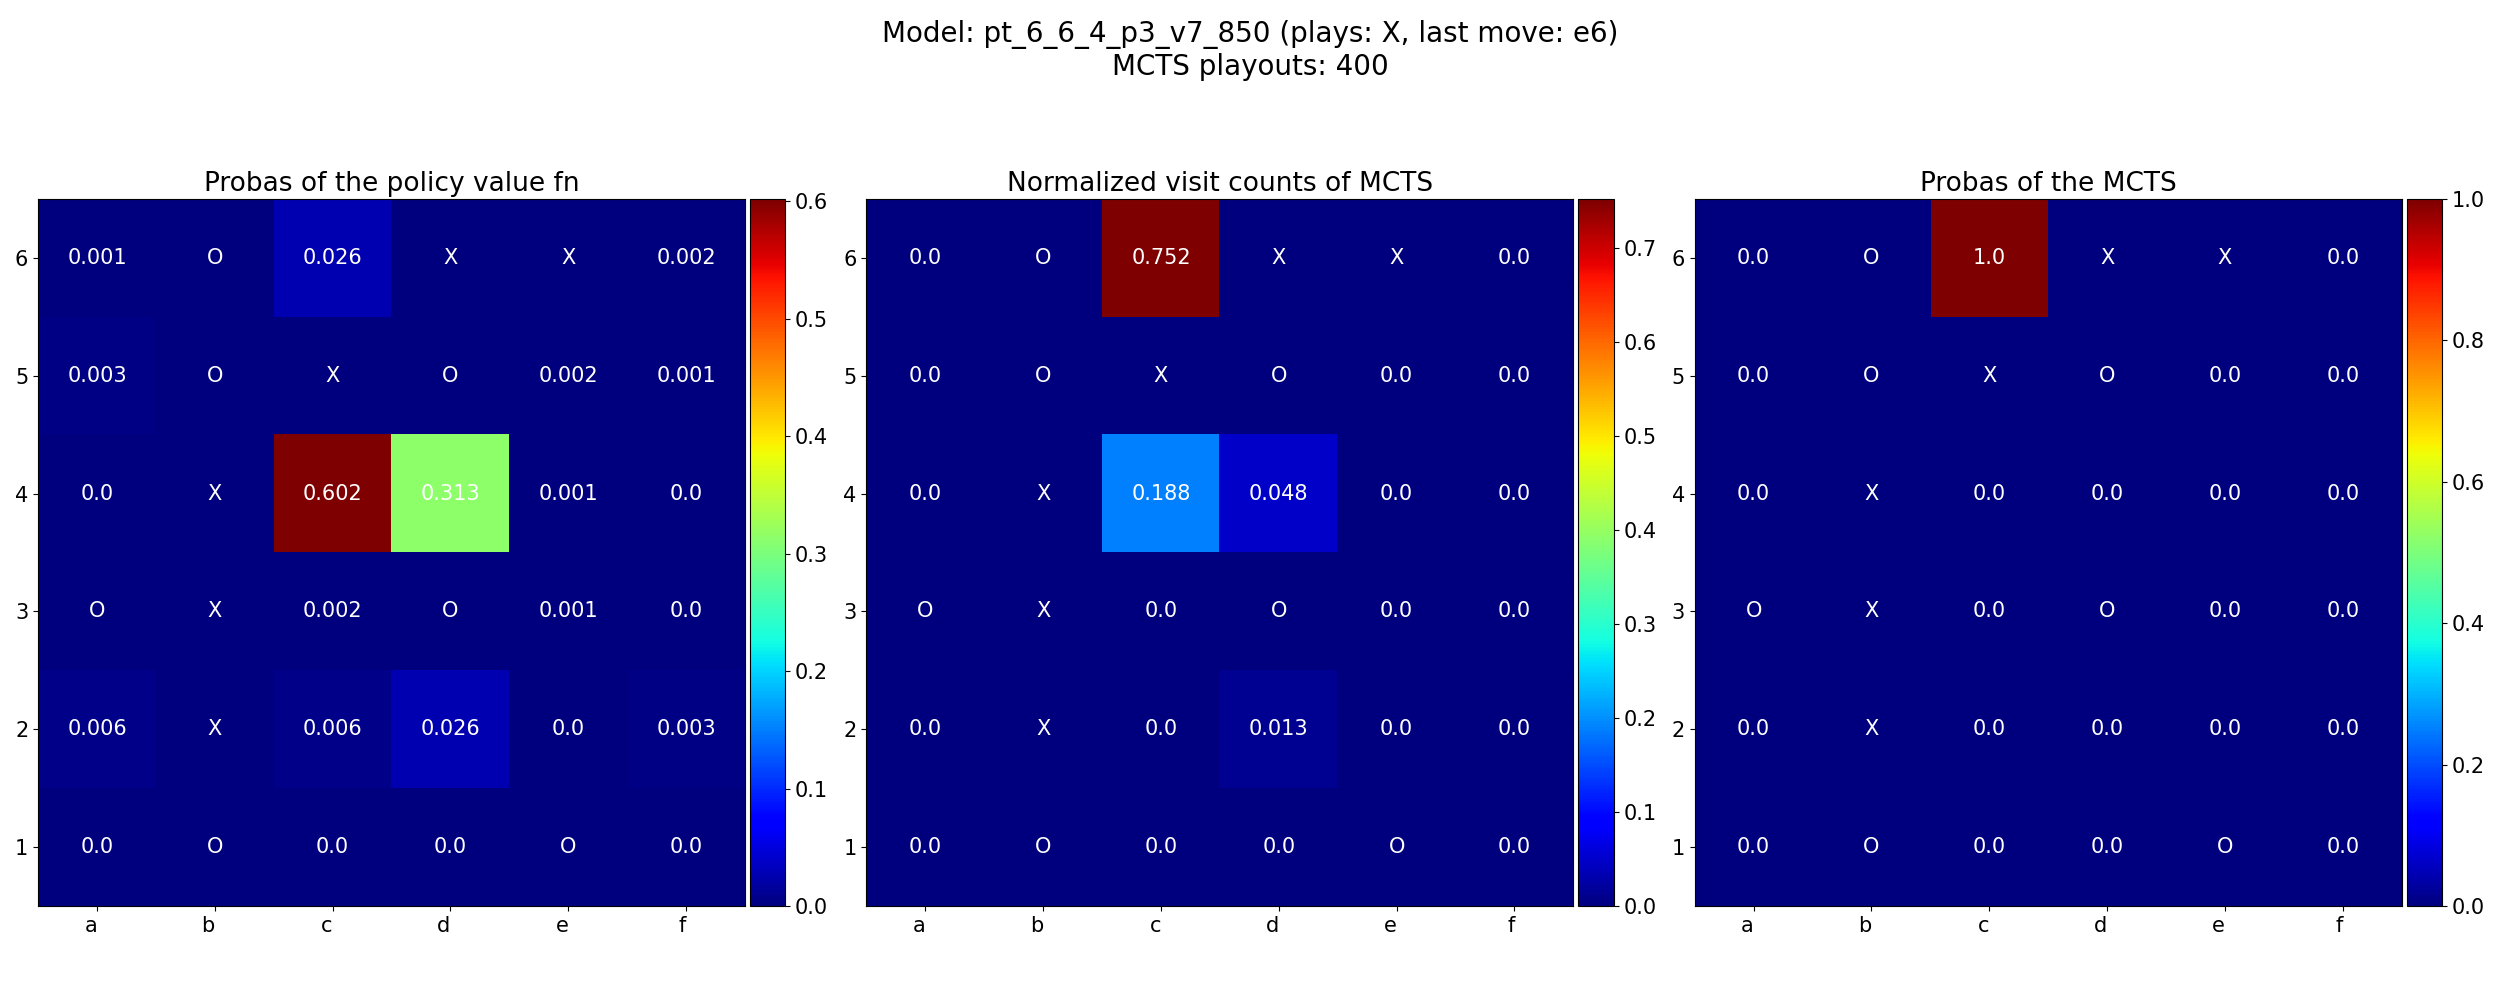 Model: pt_6_6_4_p3_v7_850 (plays: X, last move: e6)
MCTS playouts: 400
Probas of the policy value fn
6 0.001 O 0.026 X X 0.002
5 0.003 O X O 0.002 0.001
4 0.0 X 0.602 0.313 0.001 0.0
3 O X 0.002 O 0.001 0.0
2 0.006 X 0.006 0.026 0.0 0.003
1 0.0 O 0.0 0.0 O 0.0
a b c d e f
0.6
0.5
0.4
0.3
0.2
0.1
0.0
Normalized visit counts of MCTS
6 0.0 O 0.752 X X 0.0
5 0.0 O X O 0.0 0.0
4 0.0 X 0.188 0.048 0.0 0.0
3 O X 0.0 O 0.0 0.0
2 0.0 X 0.0 0.013 0.0 0.0
1 0.0 O 0.0 0.0 O 0.0
a b c d e f
0.7
0.6
0.5
0.4
0.3
0.2
0.1
0.0
Probas of the MCTS
6 0.0 O 1.0 X X 0.0
5 0.0 O X O 0.0 0.0
4 0.0 X 0.0 0.0 0.0 0.0
3 O X 0.0 O 0.0 0.0
2 0.0 X 0.0 0.0 0.0 0.0
1 0.0 O 0.0 0.0 O 0.0
a b c d e f
1.0
0.8
0.6
0.4
0.2
0.0